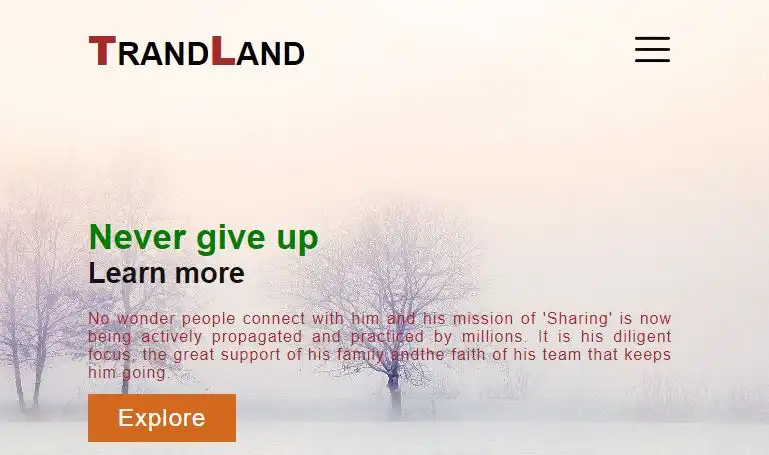 TRANDLAND
Never give up
Learn more
No wonder people connect with him and his mission of 'Sharing' is now
being actively propagated and practiced by millions. It is his diligent
focus, the great support of his family andthe faith of his team that keeps
him going.
Explore